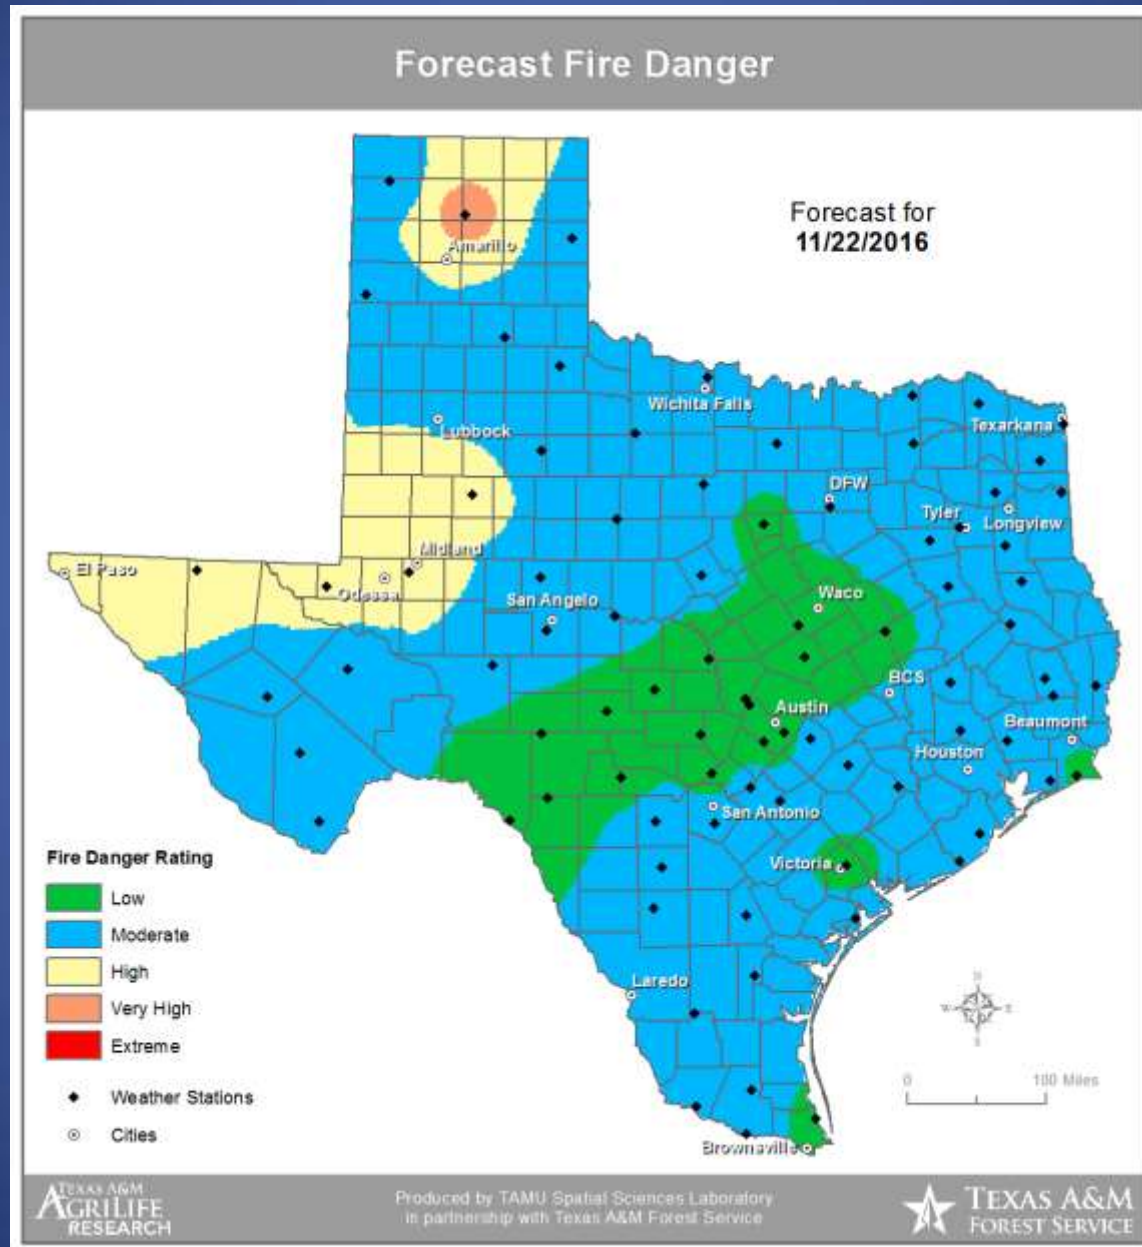 Forecast Fire Danger
Forecast for
11/22/2016
Amarillo
Wichita Falls
Lubbock
Texarkana
DFW
Tyler
Longview
Midland
El Paso
Odessa
San Angelo
Waco
BCS
Austin
Beaumont
Houston
San Antonio
Victoria
Laredo
Brownsville
Fire Danger Rating
Low
Moderate
High
Very High
Extreme
Weather Stations
Cities
N
W E
S
0 100 Miles
TEXAS A&M
AGRILIFE
RESEARCH
Produced by TAMU Spatial Sciences Laboratory
in partnership with Texas A&M Forest Service
TEXAS A&M
FOREST SERVICE